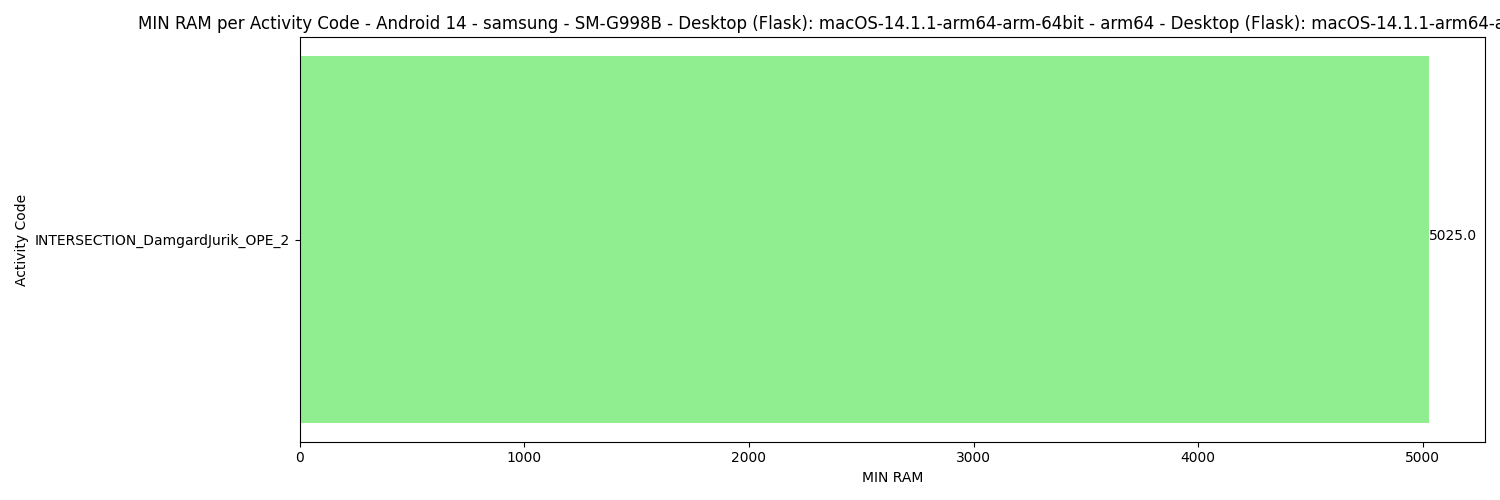 MIN RAM per Activity Code - Android 14 - samsung - SM-G998B - Desktop (Flask): macOS-14.1.1-arm64-arm-64bit - arm64 - Desktop (Flask): macOS-14.1.1-arm64-a
Activity Code
INTERSECTION_DamgardJurik_OPE_2
5025.0
0 1000 2000 3000 4000 5000
MIN RAM